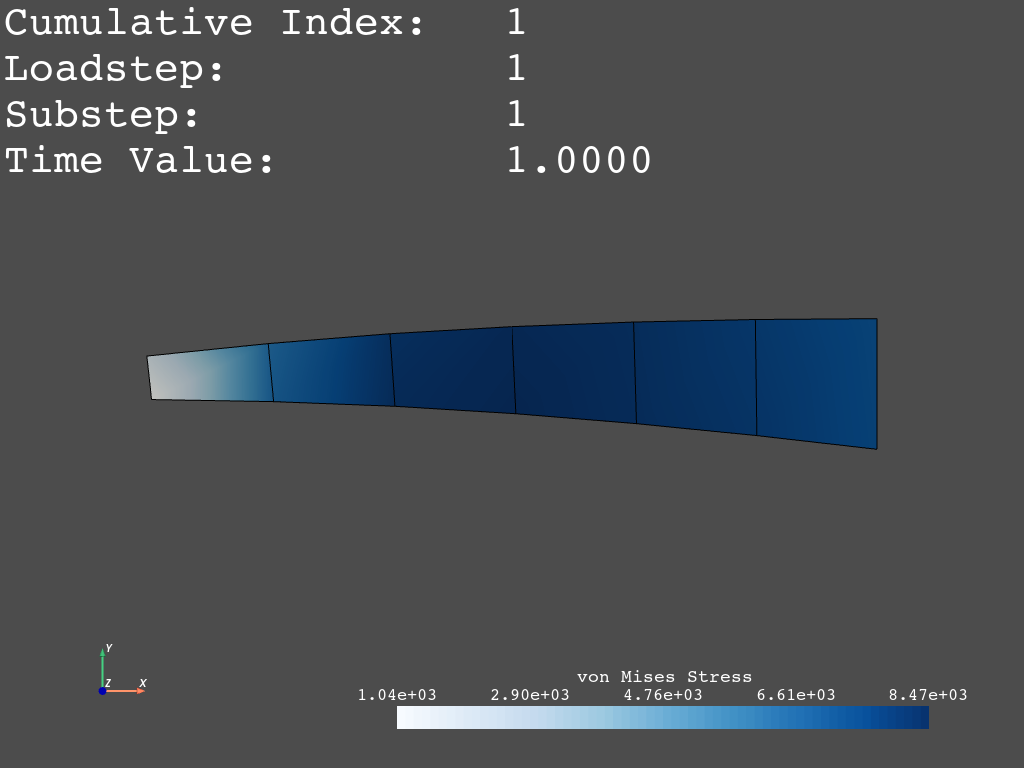 Cumulative Index: 1
Loadstep: 1
Substep: 1
Time Value: 1.0000
Y
Z X
von Mises Stress
1.04e+03 2.90e+03 4.76e+03 6.61e+03 8.47e+03